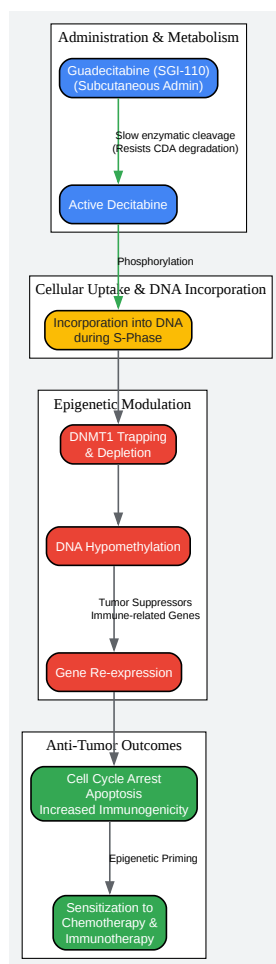 Administration & Metabolism
Guadecitabine (SGI-110)
(Subcutaneous Admin)
Slow enzymatic cleavage
(Resists CDA degradation)
Active Decitabine
Phosphorylation
Cellular Uptake & DNA Incorporation
Incorporation into DNA
during S-Phase
Epigenetic Modulation
DNMT1 Trapping
& Depletion
DNA Hypomethylation
Tumor Suppressors
Immune-related Genes
Gene Re-expression
Anti-Tumor Outcomes
Cell Cycle Arrest
Apoptosis
Increased Immunogenicity
Epigenetic Priming
Sensitization to
Chemotherapy &
Immunotherapy